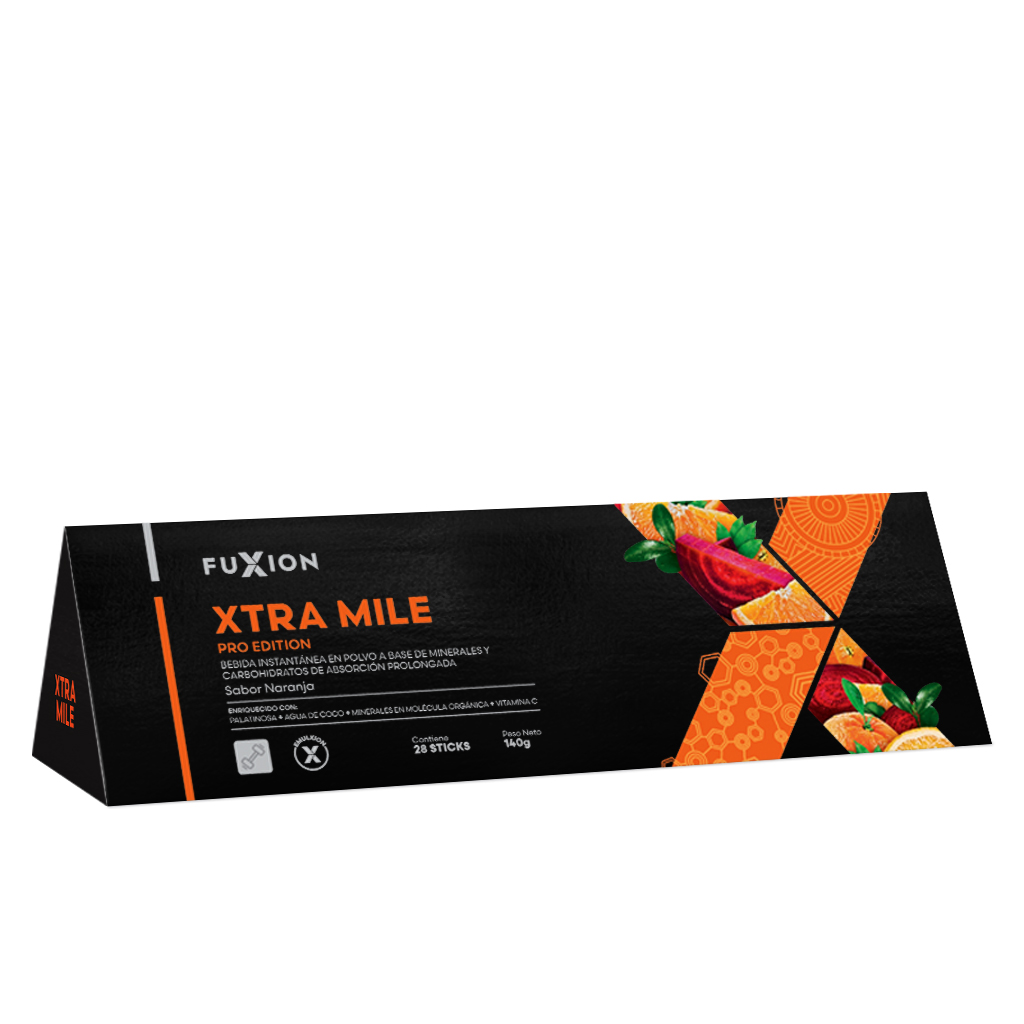 FUXION
XTRA MILE
PRO EDITION
BEBIDA INSTANTÁNEA EN POLVO A BASE DE MINERALES Y
CARBOHIDRATOS DE ABSORCIÓN PROLONGADA
Sabor Naranja
ENRIQUECIDO CON:
PALATINOSA + AGUA DE COCO + MINERALES EN MOLÉCULA ORGÁNICA + VITAMINA C
EMULXION
X
Contiene
28 STICKS
Peso Neto
140g
XTRA
MILE